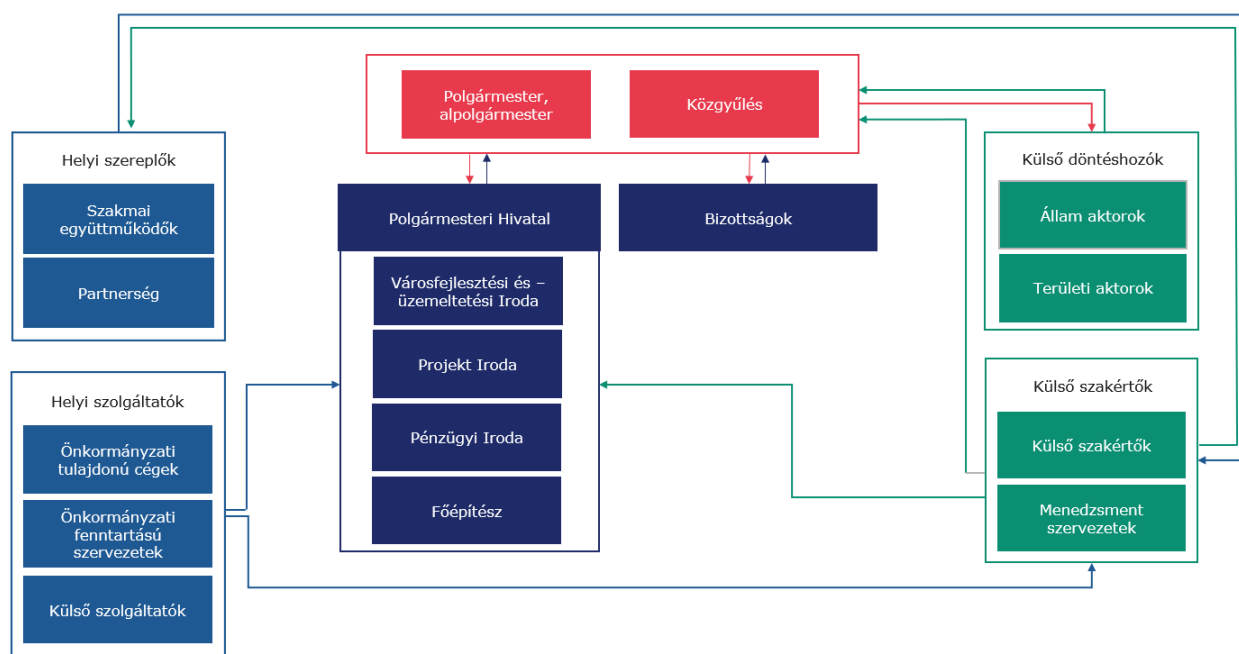 Polgármester,
alpolgármester
Közgyűlés
Helyi szereplők
Szakmai
együttműködők
Partnerség
Polgármesteri Hivatal
Bizottságok
Városfejlesztési és –
üzemeltetési Iroda
Projekt Iroda
Pénzügyi Iroda
Főépítész
Külső döntéshozók
Állam aktorok
Területi aktorok
Helyi szolgáltatók
Önkormányzati
tulajdonú cégek
Önkormányzati
fenntartású
szervezetek
Külső szolgáltatók
Külső szakértők
Külső szakértők
Menedzsment
szervezetek